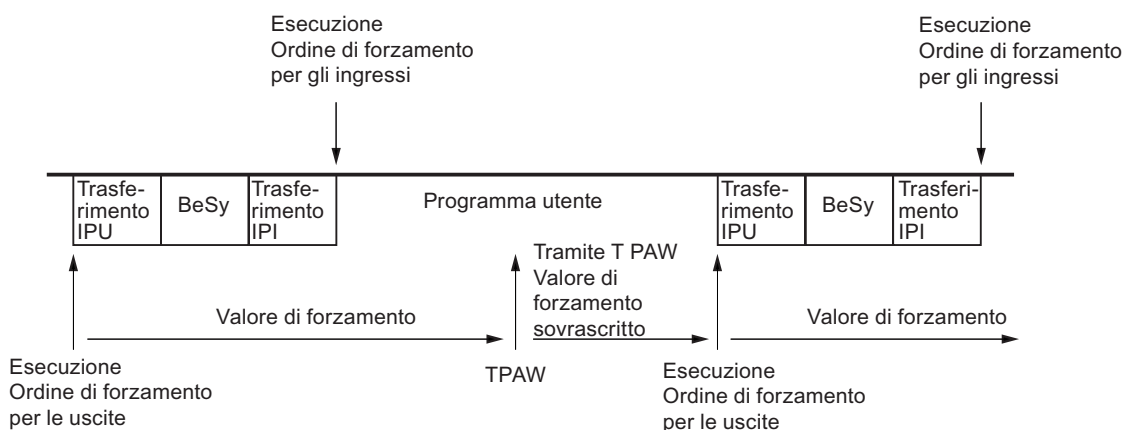 Esecuzione
Ordine di forzamento
per gli ingressi
Esecuzione
Ordine di forzamento
per gli ingressi
Trasfe-
rimento
IPU
BeSy
Trasfe-
rimento
IPI
Programma utente
Trasfe-
rimento
IPU
BeSy
Trasferi-
mento
IPI
Tramite T PAW
Valore di
forzamento
sovrascritto
Valore di forzamento
Valore di forzamento
Esecuzione
Ordine di forzamento
per le uscite
TPAW
Esecuzione
Ordine di forzamento
per le uscite